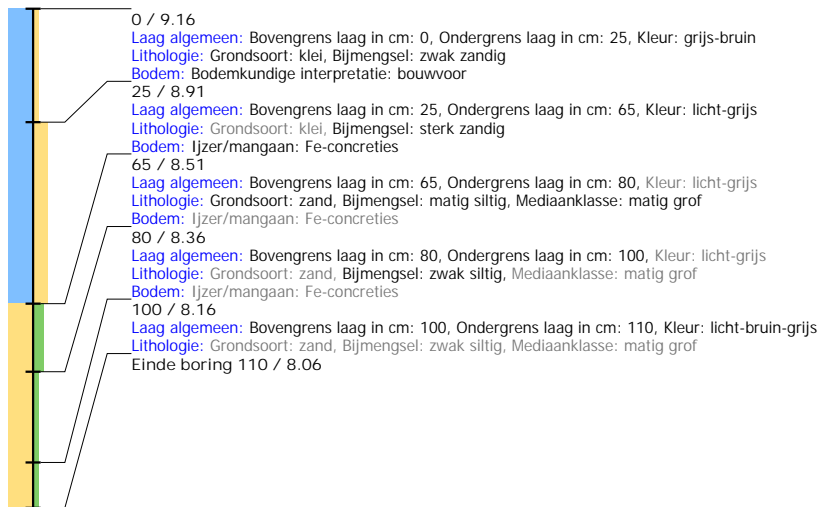 0 / 9.16
Laag algemeen: Bovengrens laag in cm: 0, Ondergrens laag in cm: 25, Kleur: grijs-bruin
Lithologie: Grondsoort: klei, Bijmengsel: zwak zandig
Bodem: Bodemkundige interpretatie: bouwvoor
25 / 8.91
Laag algemeen: Bovengrens laag in cm: 25, Ondergrens laag in cm: 65, Kleur: licht-grijs
Lithologie: Grondsoort: klei, Bijmengsel: sterk zandig
Bodem: Ijzer/mangaan: Fe-concreties
65 / 8.51
Laag algemeen: Bovengrens laag in cm: 65, Ondergrens laag in cm: 80, Kleur: licht-grijs
Lithologie: Grondsoort: zand, Bijmengsel: matig siltig, Mediaanklasse: matig grof
Bodem: Ijzer/mangaan: Fe-concreties
80 / 8.36
Laag algemeen: Bovengrens laag in cm: 80, Ondergrens laag in cm: 100, Kleur: licht-grijs
Lithologie: Grondsoort: zand, Bijmengsel: zwak siltig, Mediaanklasse: matig grof
Bodem: Ijzer/mangaan: Fe-concreties
100 / 8.16
Laag algemeen: Bovengrens laag in cm: 100, Ondergrens laag in cm: 110, Kleur: licht-bruin-grijs
Lithologie: Grondsoort: zand, Bijmengsel: zwak siltig, Mediaanklasse: matig grof
Einde boring 110 / 8.06